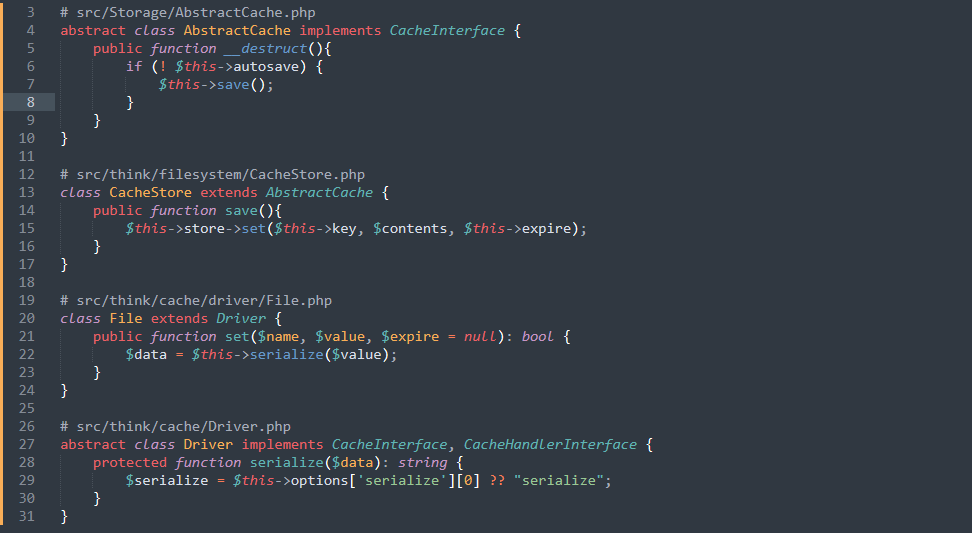 3 # src/Storage/AbstractCache.php
4 abstract class AbstractCache implements CacheInterface {
5     public function __destruct(){
6         if (! $this->autosave) {
7             $this->save();
8         }
9     }
10 }
11
12 # src/think/filesystem/CacheStore.php
13 class CacheStore extends AbstractCache {
14     public function save(){
15         $this->store->set($this->key, $contents, $this->expire);
16     }
17 }
18
19 # src/think/cache/driver/File.php
20 class File extends Driver {
21     public function set($name, $value, $expire = null): bool {
22         $data = $this->serialize($value);
23     }
24 }
25
26 # src/think/cache/Driver.php
27 abstract class Driver implements CacheInterface, CacheHandlerInterface {
28     protected function serialize($data): string {
29         $serialize = $this->options['serialize'][0] ?? "serialize";
30     }
31 }